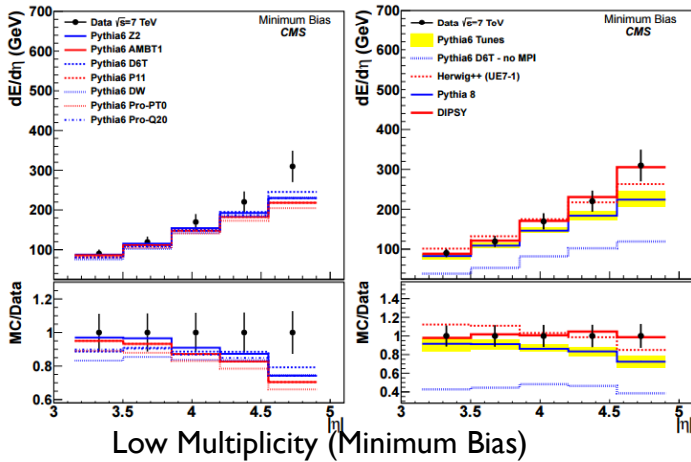 dE/dη (GeV)
700
600
500
400
300
200
100
Data √s=7 TeV
Pythia6 Z2
Pythia6 AMBT1
Pythia6 D6T
Pythia6 P11
Pythia6 DW
Pythia6 Pro-PT0
Pythia6 Pro-Q20
Minimum Bias
CMS
MC/Data
1.2
1
0.8
0.6
3 3.5 4 4.5 5
|η|
dE/dη (GeV)
700
600
500
400
300
200
100
Data √s=7 TeV
Pythia6 Tunes
Pythia6 D6T - no MPI
Herwig++ (UE7-1)
Pythia 8
DIPSY
Minimum Bias
CMS
MC/Data
1.4
1.2
1
0.8
0.6
0.4
3 3.5 4 4.5 5
|η|
Low Multiplicity (Minimum Bias)